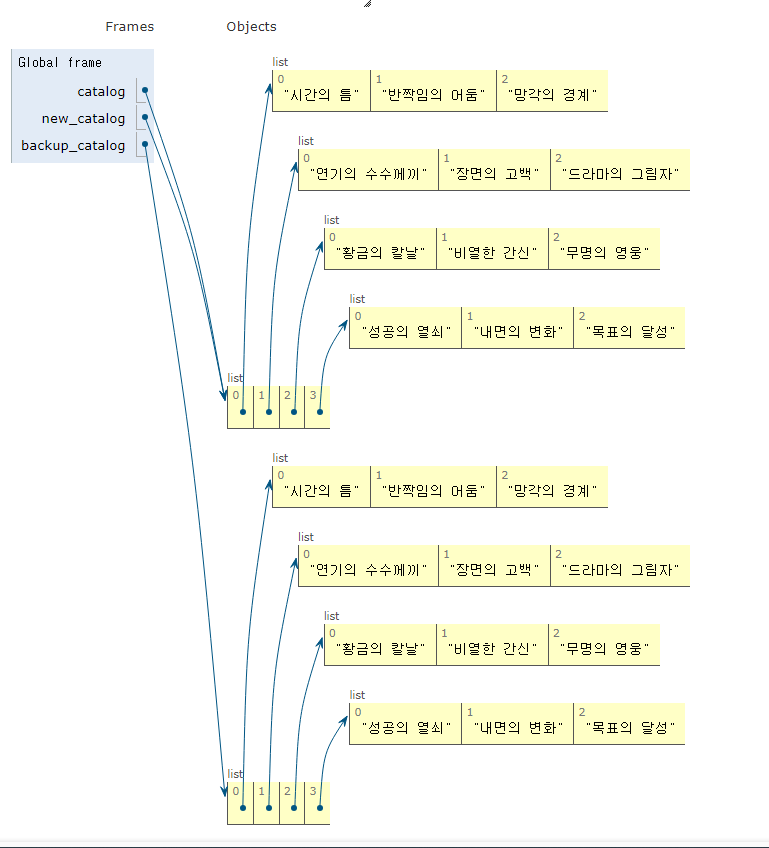 Frames Objects
Global frame
catalog
new_catalog
backup_catalog
list
0 1 2
"시간의 틈" "반짝임의 어둠" "망각의 경계"
list
0 1 2
"연기의 수수께끼" "장면의 고백" "드라마의 그림자"
list
0 1 2
"황금의 칼날" "비열한 간신" "무명의 영웅"
list
0 1 2
"성공의 열쇠" "내면의 변화" "목표의 달성"
list
0 1 2 3
list
0 1 2
"시간의 틈" "반짝임의 어둠" "망각의 경계"
list
0 1 2
"연기의 수수께끼" "장면의 고백" "드라마의 그림자"
list
0 1 2
"황금의 칼날" "비열한 간신" "무명의 영웅"
list
0 1 2
"성공의 열쇠" "내면의 변화" "목표의 달성"
list
0 1 2 3